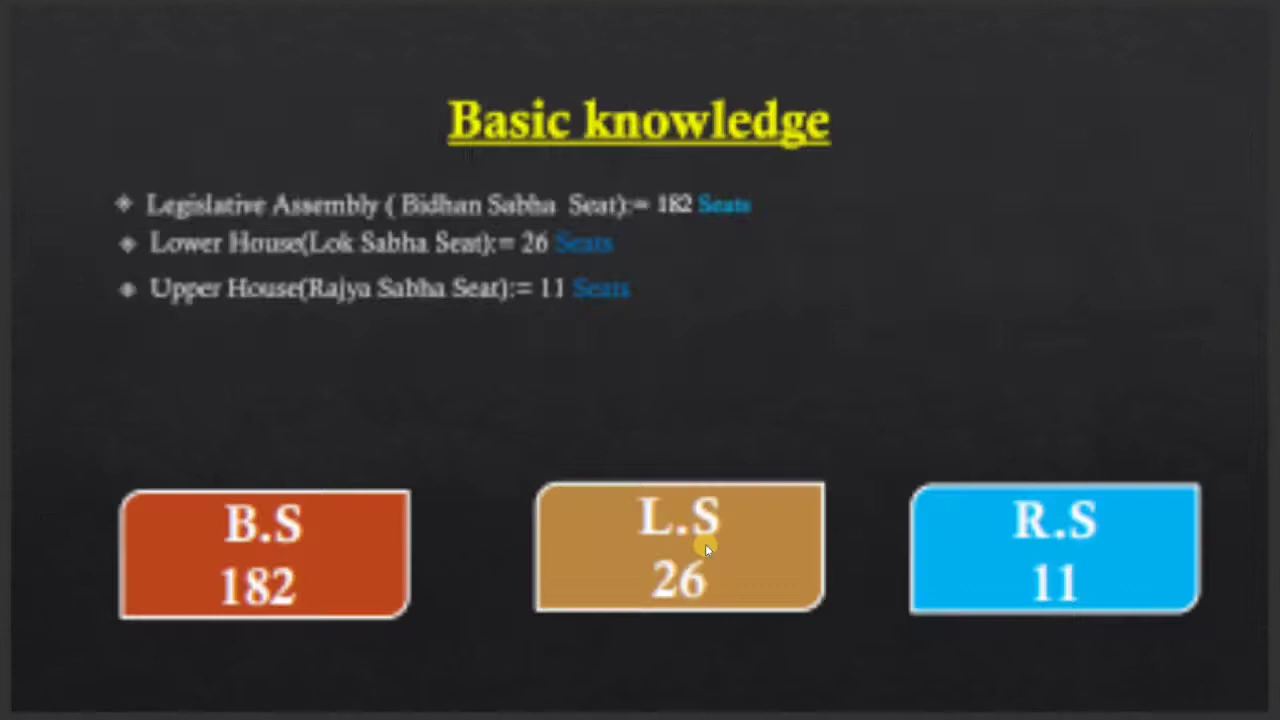 Basic knowledge
Legislative Assembly ( Bidhan Sabha Seat):= 182 Seats
Lower House(Lok Sabha Seat):= 26 Seats
Upper House(Rajya Sabha Seat):= 11 Seats
B.S
182
L.S
26
R.S
11